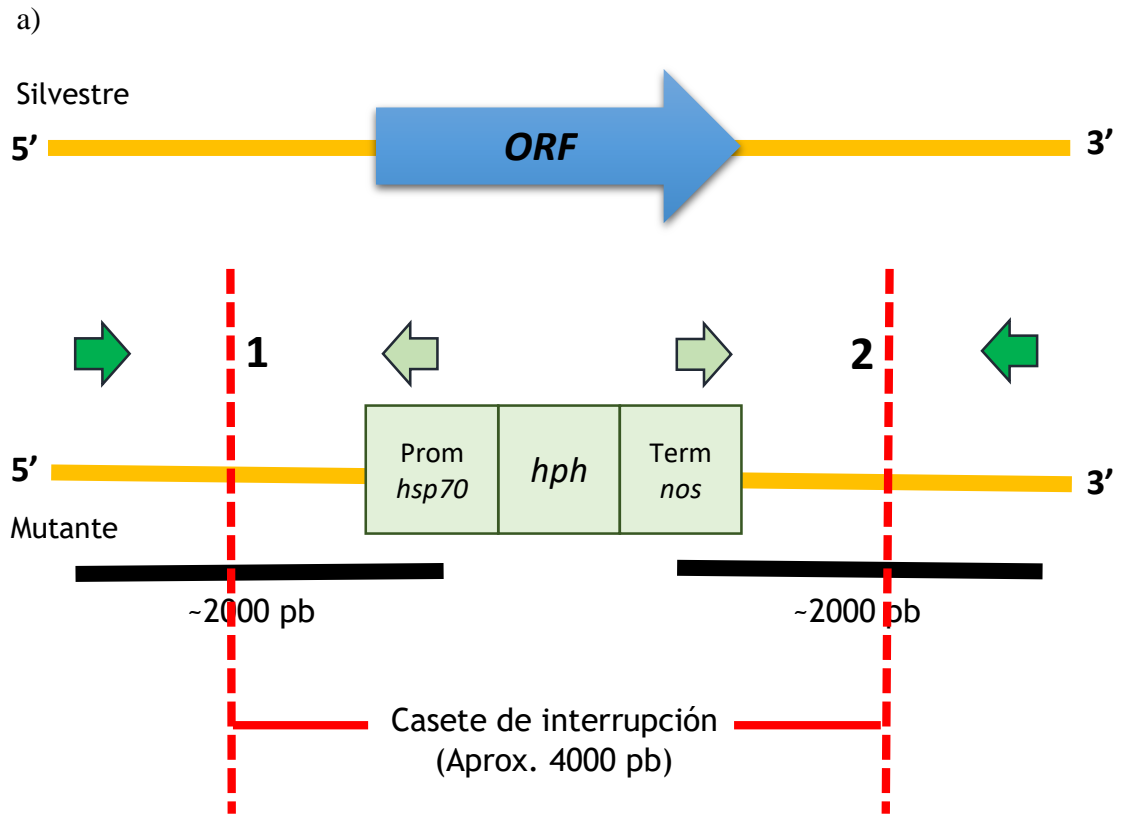 a)
Silvestre
5’ ORF 3’
1 2
5’ Prom hsp70 hph Term nos 3’
Mutante
~2000 pb ~2000 pb
Casete de interrupción
(Aprox. 4000 pb)